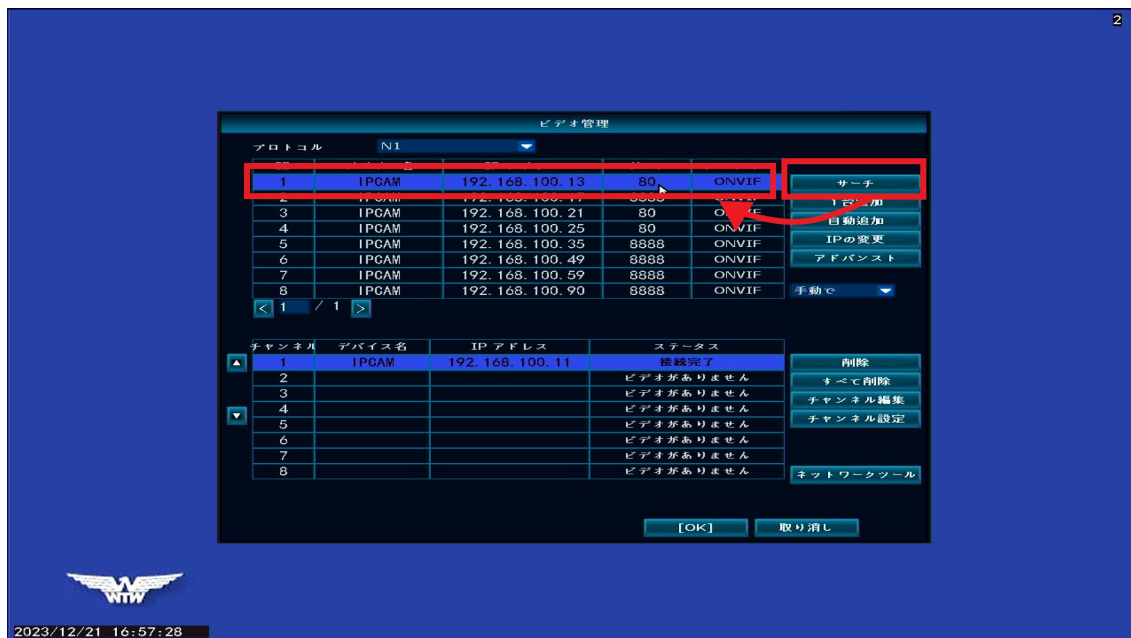 2
ビデオ管理
プロトコル N1
1 IPCAM 192.168.100.13 80 ONVIF サーチ
2
1台追加
3 IPCAM 192.168.100.21 80 ONVIF
自動追加
4 IPCAM 192.168.100.25 80 ONVIF
IPの変更
5 IPCAM 192.168.100.35 8888 ONVIF
6 IPCAM 192.168.100.49 8888 ONVIF アドバンスト
7 IPCAM 192.168.100.59 8888 ONVIF
8 IPCAM 192.168.100.90 8888 ONVIF 手動で
< 1 / 1 >
チャンネル デバイス名 IPアドレス ステータス
1 IPCAM 192.168.100.11 接続完了 削除
2 ビデオがありません すべて削除
3 ビデオがありません
4 ビデオがありません チャンネル編集
5 ビデオがありません チャンネル設定
6 ビデオがありません
7 ビデオがありません
8 ビデオがありません ネットワークツール
[OK] 取り消し
WTW
2023/12/21 16:57:28